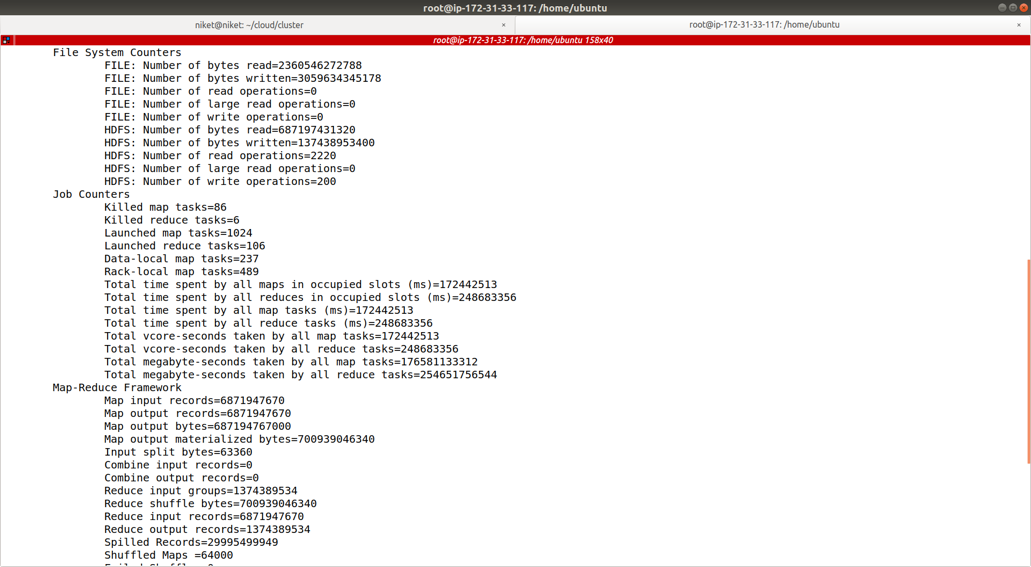 root@ip-172-31-33-117: /home/ubuntu
niket@niket: ~/cloud/cluster × root@ip-172-31-33-117: /home/ubuntu ×
root@ip-172-31-33-117: /home/ubuntu 158x40
File System Counters
FILE: Number of bytes read=2360546272788
FILE: Number of bytes written=3059634345178
FILE: Number of read operations=0
FILE: Number of large read operations=0
FILE: Number of write operations=0
HDFS: Number of bytes read=687197431320
HDFS: Number of bytes written=137438953400
HDFS: Number of read operations=2220
HDFS: Number of large read operations=0
HDFS: Number of write operations=200
Job Counters
Killed map tasks=86
Killed reduce tasks=6
Launched map tasks=1024
Launched reduce tasks=106
Data-local map tasks=237
Rack-local map tasks=489
Total time spent by all maps in occupied slots (ms)=172442513
Total time spent by all reduces in occupied slots (ms)=248683356
Total time spent by all map tasks (ms)=172442513
Total time spent by all reduce tasks (ms)=248683356
Total vcore-seconds taken by all map tasks=172442513
Total vcore-seconds taken by all reduce tasks=248683356
Total megabyte-seconds taken by all map tasks=176581133312
Total megabyte-seconds taken by all reduce tasks=254651756544
Map-Reduce Framework
Map input records=6871947670
Map output records=6871947670
Map output bytes=687194767000
Map output materialized bytes=700939046340
Input split bytes=63360
Combine input records=0
Combine output records=0
Reduce input groups=1374389534
Reduce shuffle bytes=700939046340
Reduce input records=6871947670
Reduce output records=1374389534
Spilled Records=29995499949
Shuffled Maps =64000